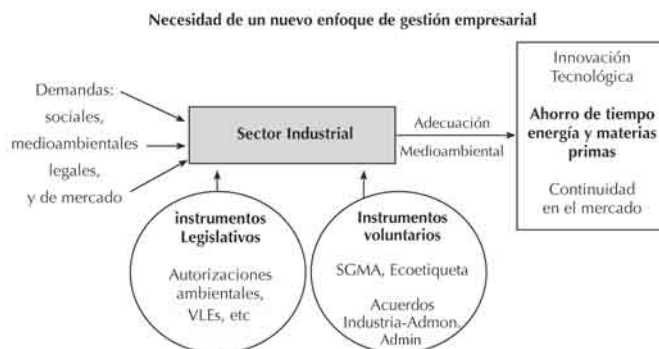 Necesidad de un nuevo enfoque de gestión empresarial
Demandas:
sociales,
medioambientales
legales,
y de mercado
Sector Industrial
Adecuación
Medioambiental
Innovación
Tecnológica
Ahorro de tiempo
energía y materias
primas
Continuidad
en el mercado
instrumentos
Legislativos
Autorizaciones
ambientales,
VLEs, etc
Instrumentos
voluntarios
SGMA, Ecoetiqueta
Acuerdos
Industria-Admon.
Admin